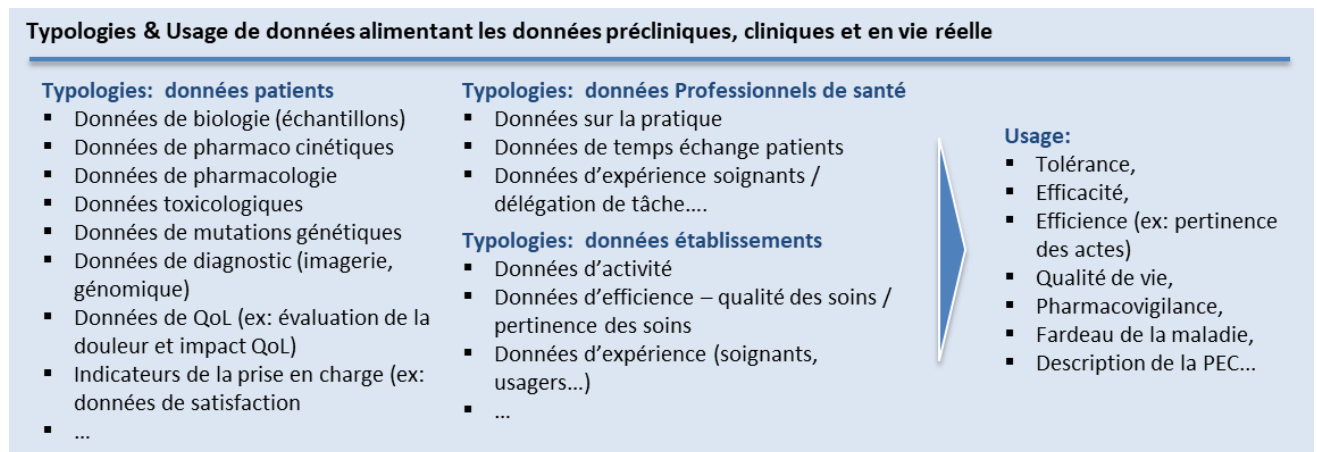 Typologies & Usage de données alimentant les données précliniques, cliniques et en vie réelle
Typologies: données patients
▪ Données de biologie (échantillons)
▪ Données de pharmaco cinétiques
▪ Données de pharmacologie
▪ Données toxicologiques
▪ Données de mutations génétiques
▪ Données de diagnostic (imagerie,
génomique)
▪ Données de QoL (ex: évaluation de la
douleur et impact QoL)
▪ Indicateurs de la prise en charge (ex:
données de satisfaction
▪ ...
Typologies: données Professionnels de santé
▪ Données sur la pratique
▪ Données de temps échange patients
▪ Données d’expérience soignants /
délégation de tâche....
Typologies: données établissements
▪ Données d’activité
▪ Données d’efficience – qualité des soins /
pertinence des soins
▪ Données d’expérience (soignants,
usagers...)
▪ ...
Usage:
▪ Tolérance,
▪ Efficacité,
▪ Efficience (ex: pertinence
des actes)
▪ Qualité de vie,
▪ Pharmacovigilance,
▪ Fardeau de la maladie,
▪ Description de la PEC...